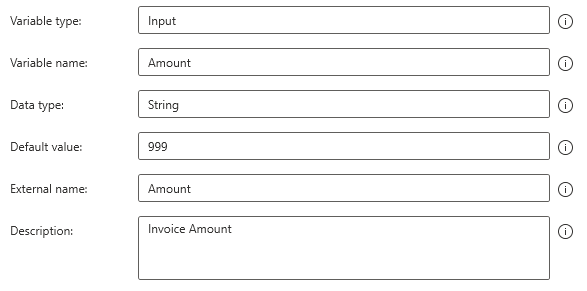 Variable type: Input
Variable name: Amount
Data type: String
Default value: 999
External name: Amount
Description: Invoice Amount